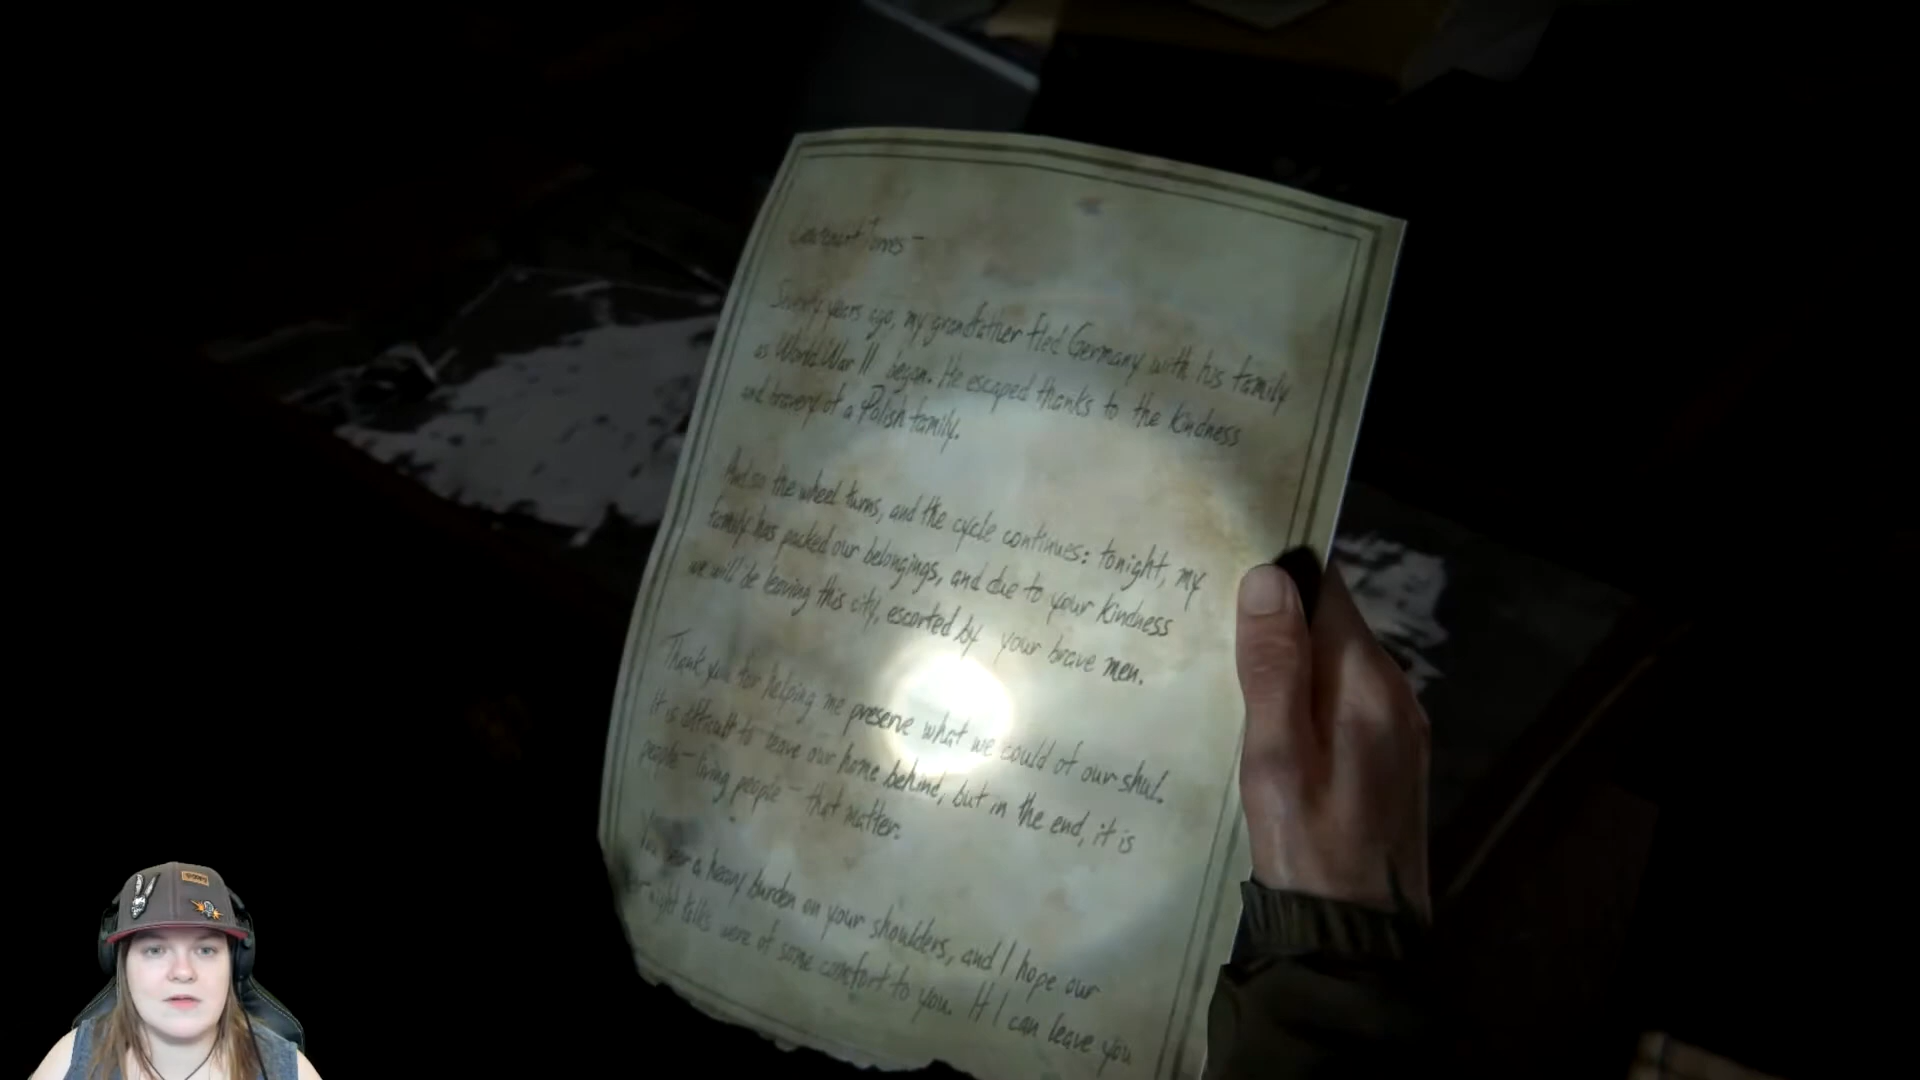 Lieutenant Torres-
Seventy years ago, my grandfather fled Germany with his family
as World War II began. He escaped thanks to the kindness
and bravery of a Polish family.
And so the wheel turns, and the cycle continues: tonight, my
family has packed our belongings, and due to your kindness
we will be leaving this city, escorted by your brave men.
Thank you for helping me preserve what we could of our shul.
It is difficult to leave our home behind, but in the end, it is
people- living people- that matter.
You bear a heavy burden on your shoulders, and I hope our
night talks were of some comfort to you. If I can leave you